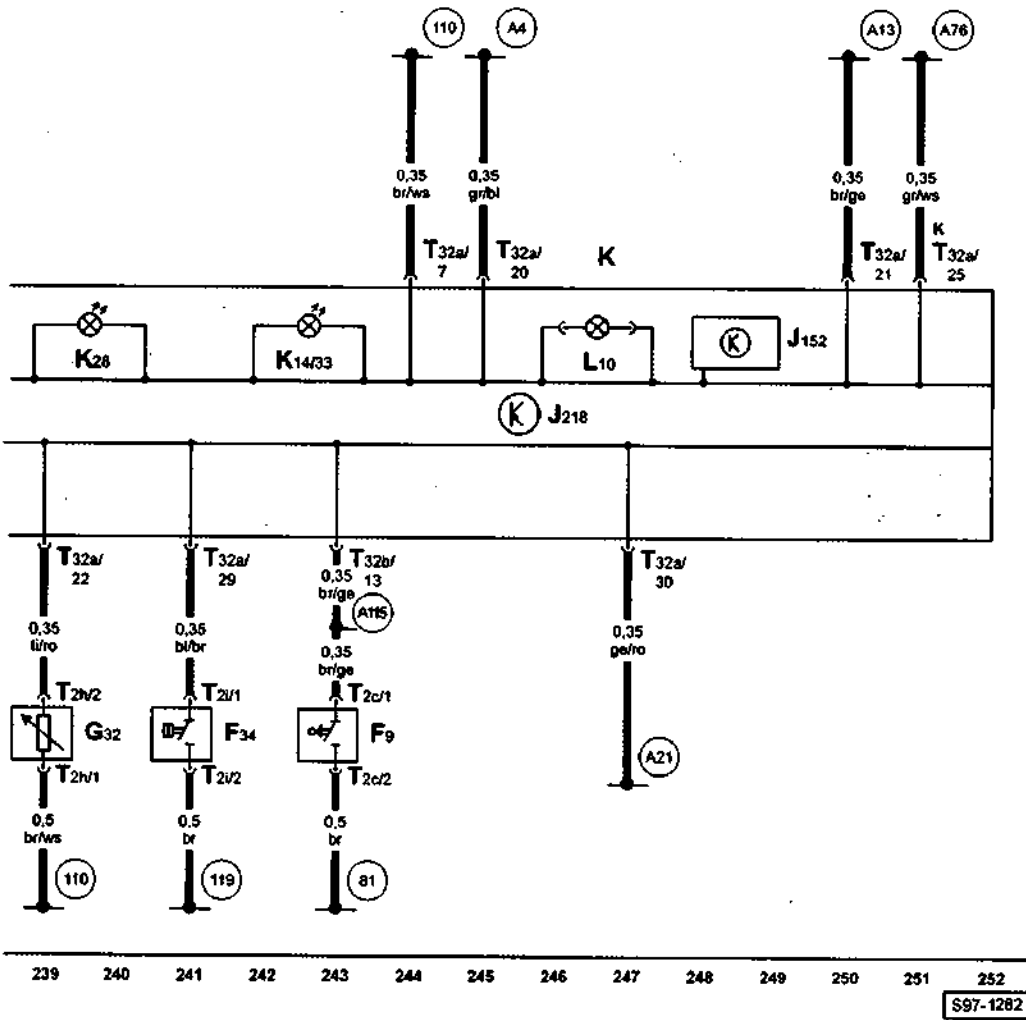 110 A4 A13 A76
0,35 0,35 0,35 0,35
br/ws gr/bl br/ge gr/ws
K
T32a/ T32a/ K T32a/ T32a/
7 20 21 25
K28 K14/33 L10 K J152
K J218
T32a/ T32a/ T32b/ T32a/
22 29 13 30
0,35
br/ge
A115
0,35 0,35 0,35 0,35
li/ro bl/br br/ge ge/ro
T2h/2 T2i/1 T2c/1
G32 F34 F9
A21
T2h/1 T2i/2 T2c/2
0,5 0,5 0,5
br/ws br br
110 119 81
239 240 241 242 243 244 245 246 247 248 249 250 251 252
S97-1282